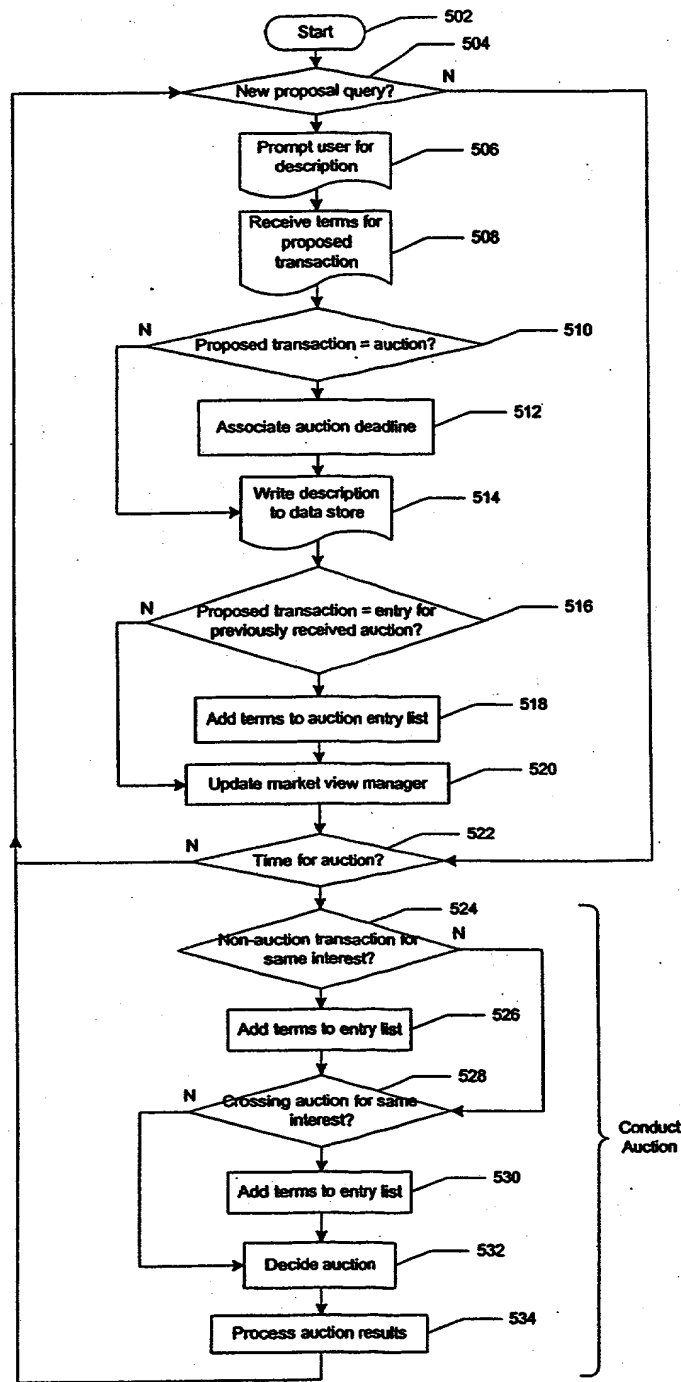 Start
502
504
New proposal query?
N
Prompt user for
description
506
Receive terms for
proposed
transaction
508
N
Proposed transaction = auction?
510
Associate auction deadline
512
Write description
to data store
514
N
Proposed transaction = entry for
previously received auction?
516
Add terms to auction entry list
518
Update market view manager
520
N
Time for auction?
522
524
Non-auction transaction for
same interest?
N
Add terms to entry list
526
528
N
Crossing auction for same
interest?
Conduct
Auction
Add terms to entry list
530
Decide auction
532
Process auction results
534